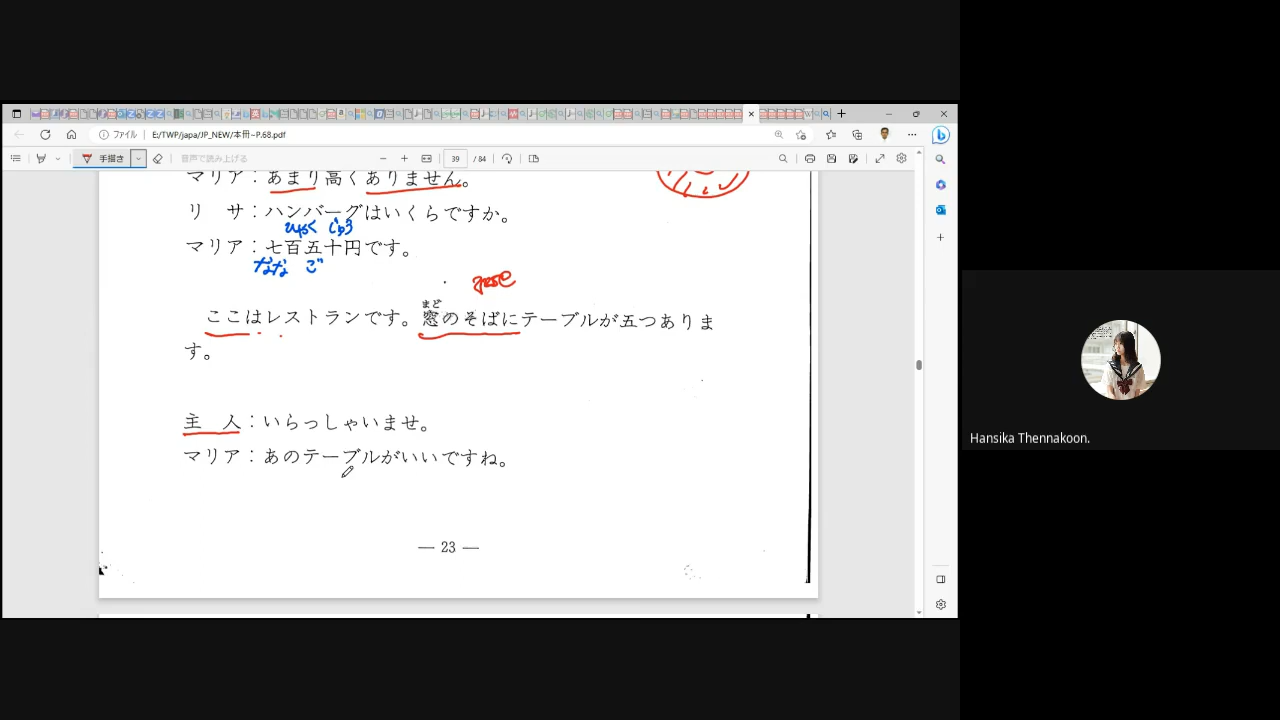 ファイル E:/TWP/japa/JP_NEW/本冊~P.68.pdf
手描き 音声で読み上げる 39 / 84
マリア：あまり高くありません。
リ サ：ハンバーグはいくらですか。
ひゃく じゅう
マリア：七百五十円です。
なな ご
まど
ここはレストランです。窓のそばにテーブルが五つありま
す。
主 人：いらっしゃいませ。
マリア：あのテーブルがいいですね。
— 23 —
Hansika Thennakoon.